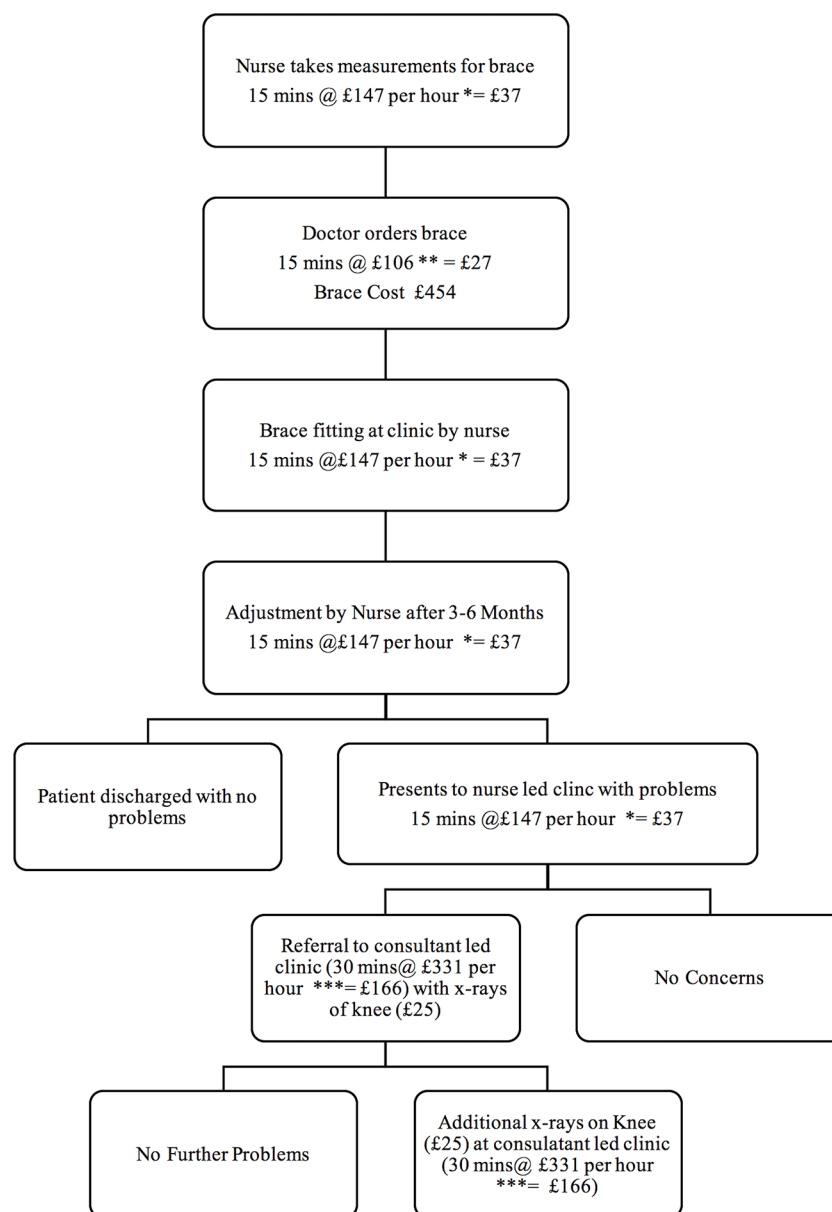 Nurse takes measurements for brace
15 mins @ £147 per hour *= £37
Doctor orders brace
15 mins @ £106 ** = £27
Brace Cost  £454
Brace fitting at clinic by nurse
15 mins @£147 per hour * = £37
Adjustment by Nurse after 3-6 Months
15 mins @£147 per hour  *= £37
Patient discharged with no
problems
Presents to nurse led clinc with problems
15 mins @£147 per hour  *= £37
Referral to consultant led
clinic (30 mins@ £331 per
hour  ***= £166) with x-rays
of knee (£25)
No Concerns
No Further Problems
Additional x-rays on Knee
(£25) at consulatant led clinic
(30 mins@ £331 per hour
***=  £166)